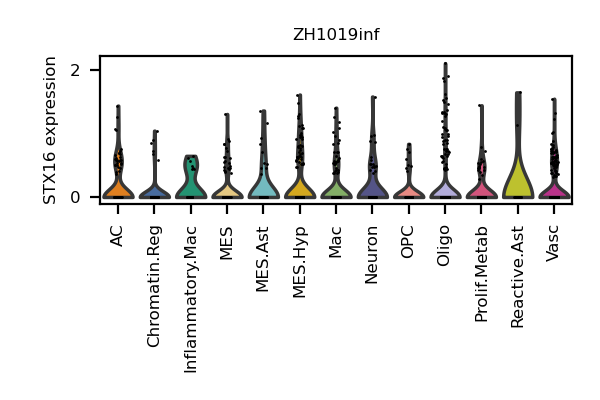 ZH1019inf
STX16 expression
2
0
AC
Chromatin.Reg
Inflammatory.Mac
MES
MES.Ast
MES.Hyp
Mac
Neuron
OPC
Oligo
Prolif.Metab
Reactive.Ast
Vasc